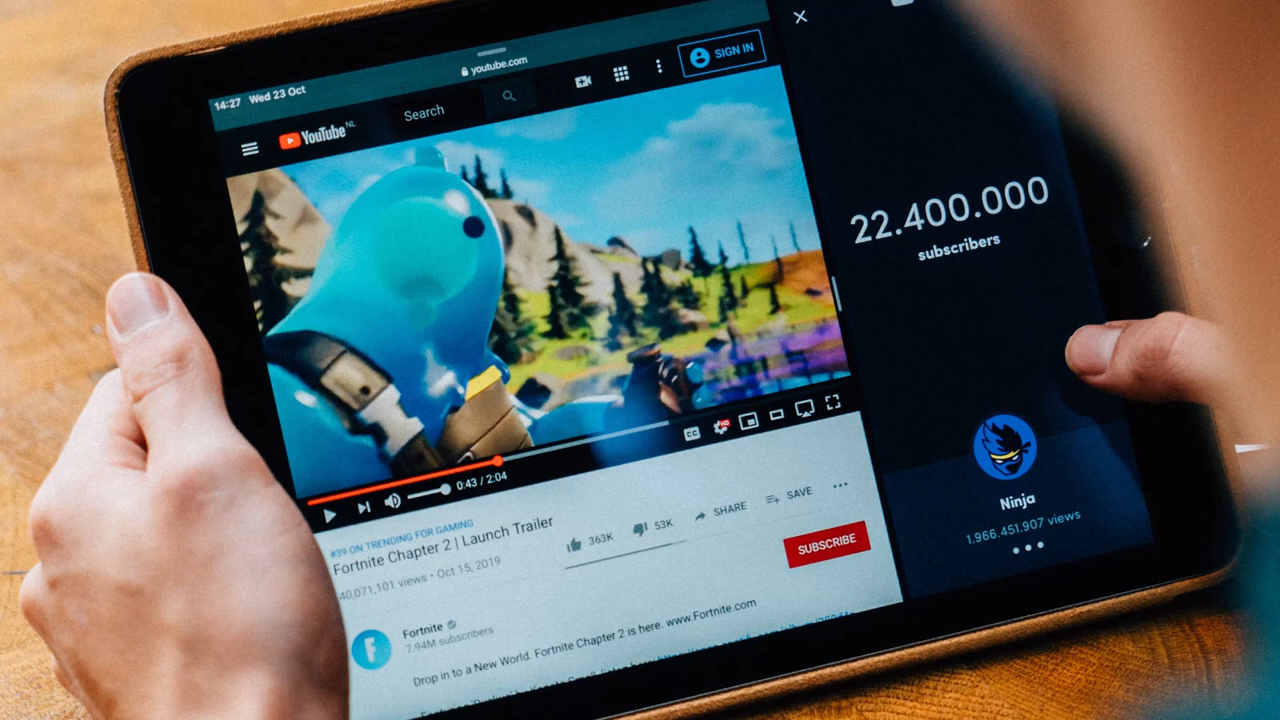 14:27 Wed 23 Oct
youtube.com
YouTube NL
Search
SIGN IN
CC
HD
0:43 / 2:04
#39 ON TRENDING FOR GAMING
Fortnite Chapter 2 | Launch Trailer
40,071,101 views • Oct 15, 2019
363K
53K
SHARE
SAVE
SUBSCRIBE
Fortnite
7.94M subscribers
Drop in to a New World. Fortnite Chapter 2 is here. www.Fortnite.com
22.400.000
subscribers
Ninja
1.966.451.907 views